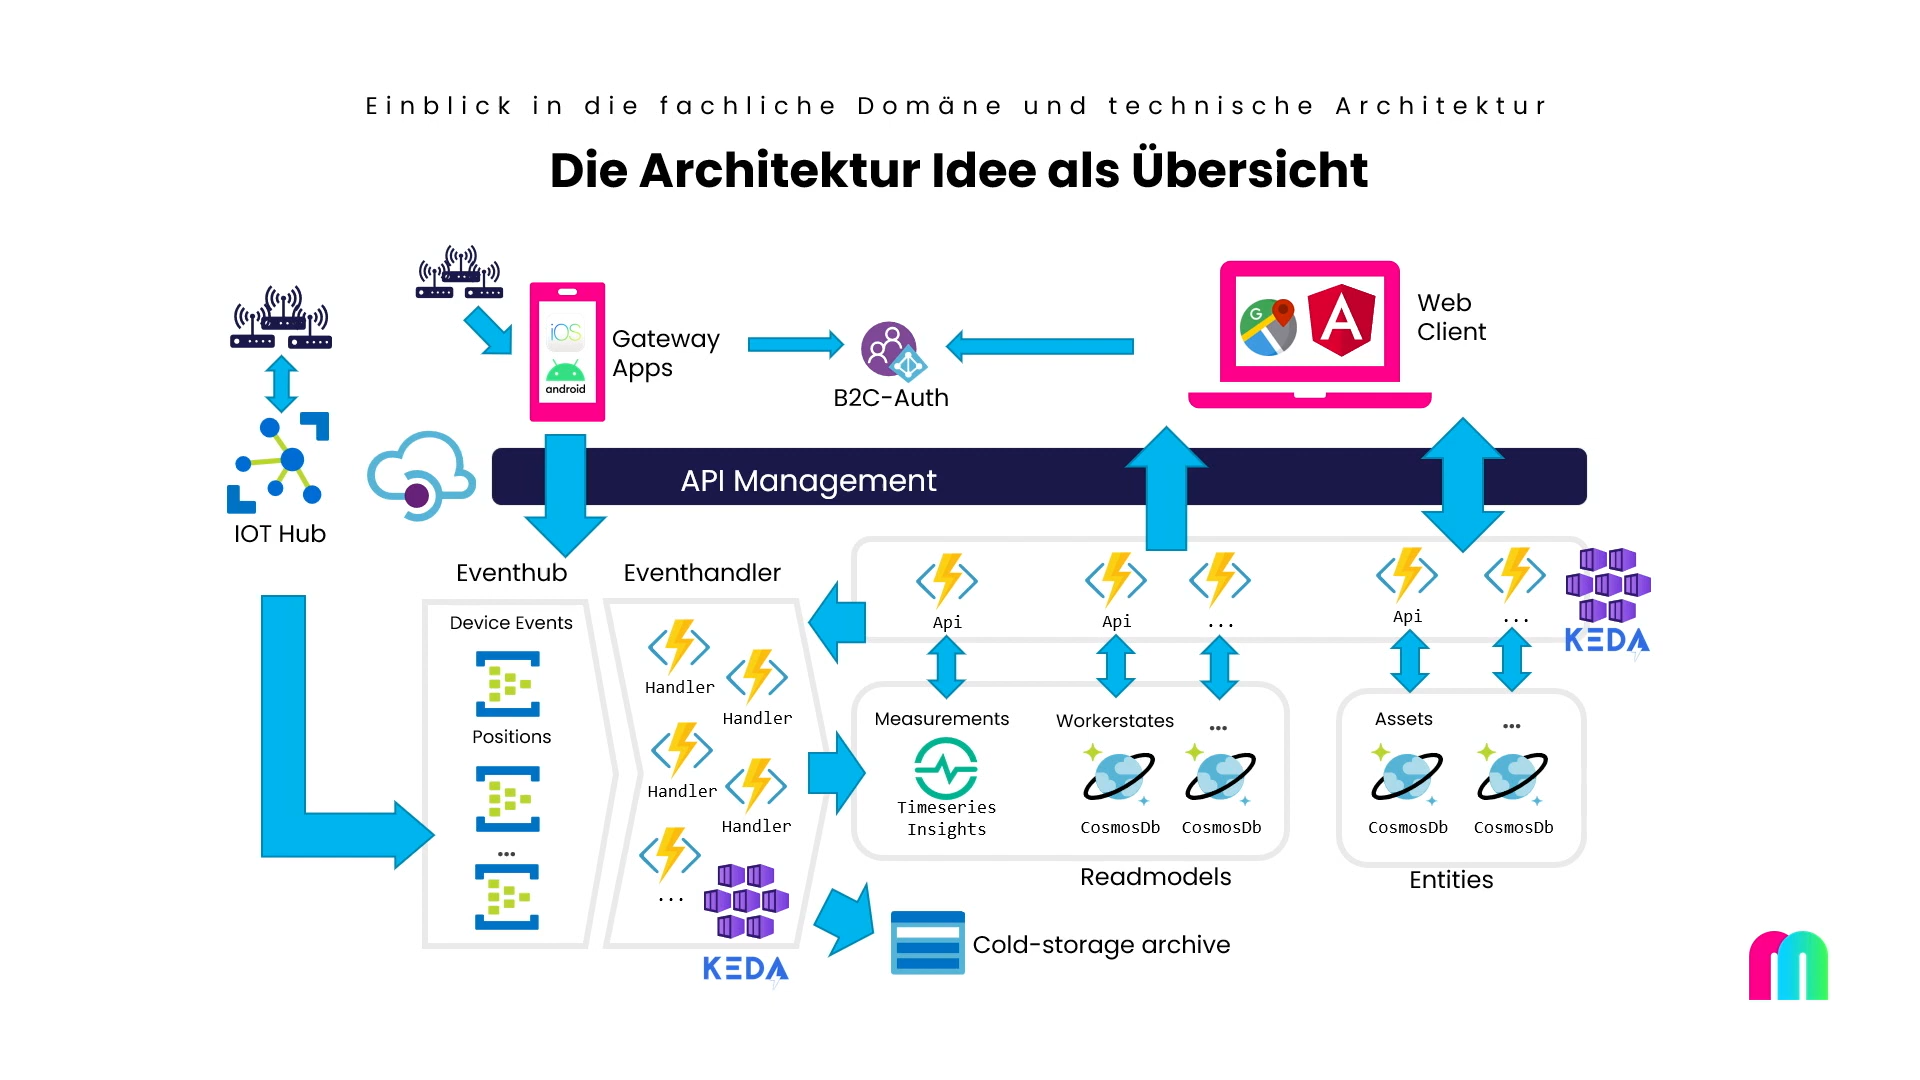 Einblick in die fachliche Domäne und technische Architektur
Die Architektur Idee als Übersicht
iOS
android
Gateway
Apps
B2C-Auth
G
A
Web
Client
IOT Hub
API Management
Eventhub
Eventhandler
Device Events
Positions
...
Handler
Handler
Handler
Handler
...
KEDA
Api
Api
...
Api
...
KEDA
Measurements
Timeseries
Insights
Workerstates
CosmosDb
...
CosmosDb
Readmodels
Assets
CosmosDb
...
CosmosDb
Entities
Cold-storage archive